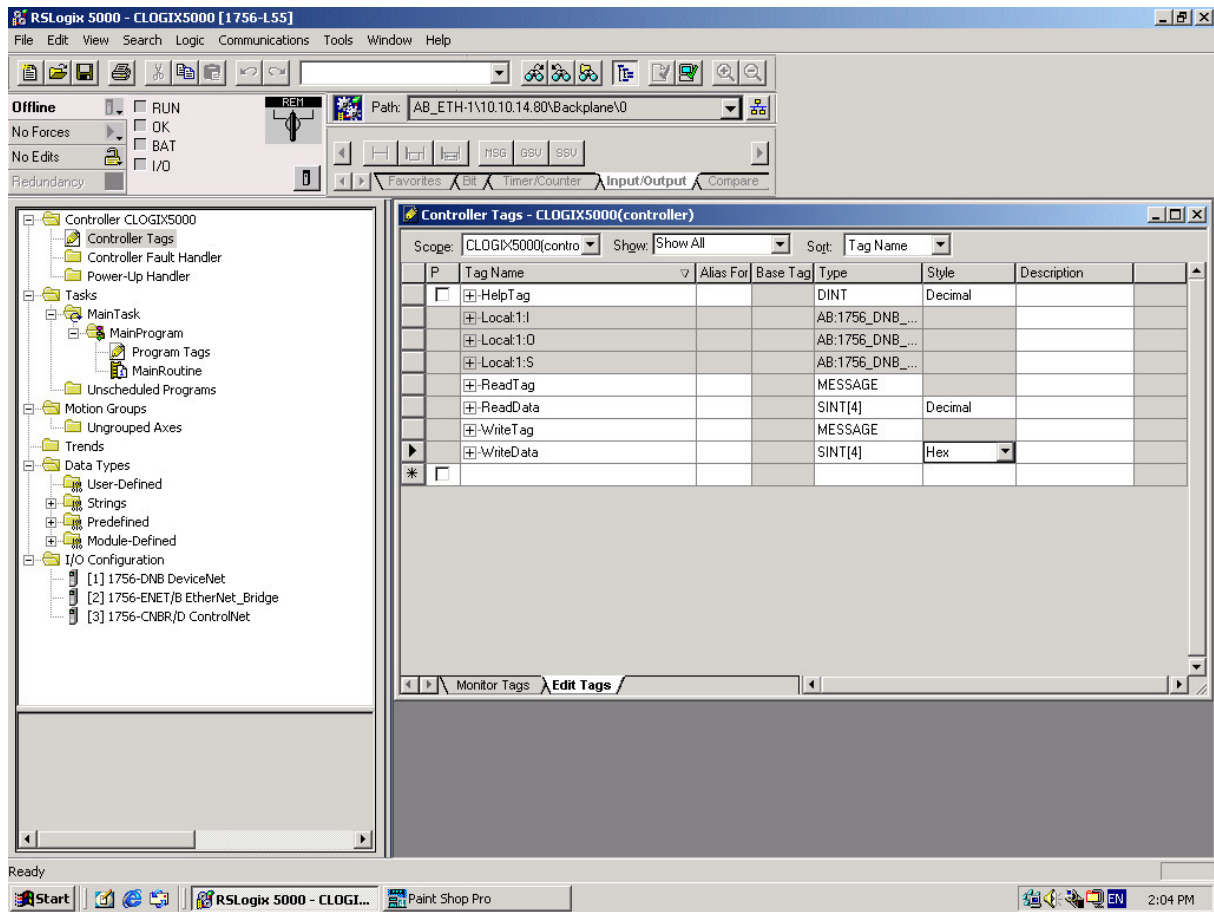 RSLogix 5000 - CLOGIX5000 [1756-L55]
File Edit View Search Logic Communications Tools Window Help
Offline
RUN
No Forces
OK
No Edits
BAT
I/O
Redundancy
REM
Path: AB_ETH-1\10.10.14.80\Backplane\0
MSG GSU SSU
Favorites Bit Timer/Counter Input/Output Compare
Controller CLOGIX5000
Controller Tags
Controller Fault Handler
Power-Up Handler
Tasks
MainTask
MainProgram
Program Tags
MainRoutine
Unscheduled Programs
Motion Groups
Ungrouped Axes
Trends
Data Types
User-Defined
Strings
Predefined
Module-Defined
I/O Configuration
[1] 1756-DNB DeviceNet
[2] 1756-ENET/B EtherNet_Bridge
[3] 1756-CNBR/D ControlNet
Controller Tags - CLOGIX5000(controller)
Scope: CLOGIX5000(contro Show: Show All Sort: Tag Name
P Tag Name Alias For Base Tag Type Style Description
HelpTag DINT Decimal
Local:1:I AB:1756_DNB_...
Local:1:O AB:1756_DNB_...
Local:1:S AB:1756_DNB_...
ReadTag MESSAGE
ReadData SINT[4] Decimal
WriteTag MESSAGE
WriteData SINT[4] Hex
Monitor Tags Edit Tags
Ready
Start RSLogix 5000 - CLOGI... Paint Shop Pro EN 2:04 PM